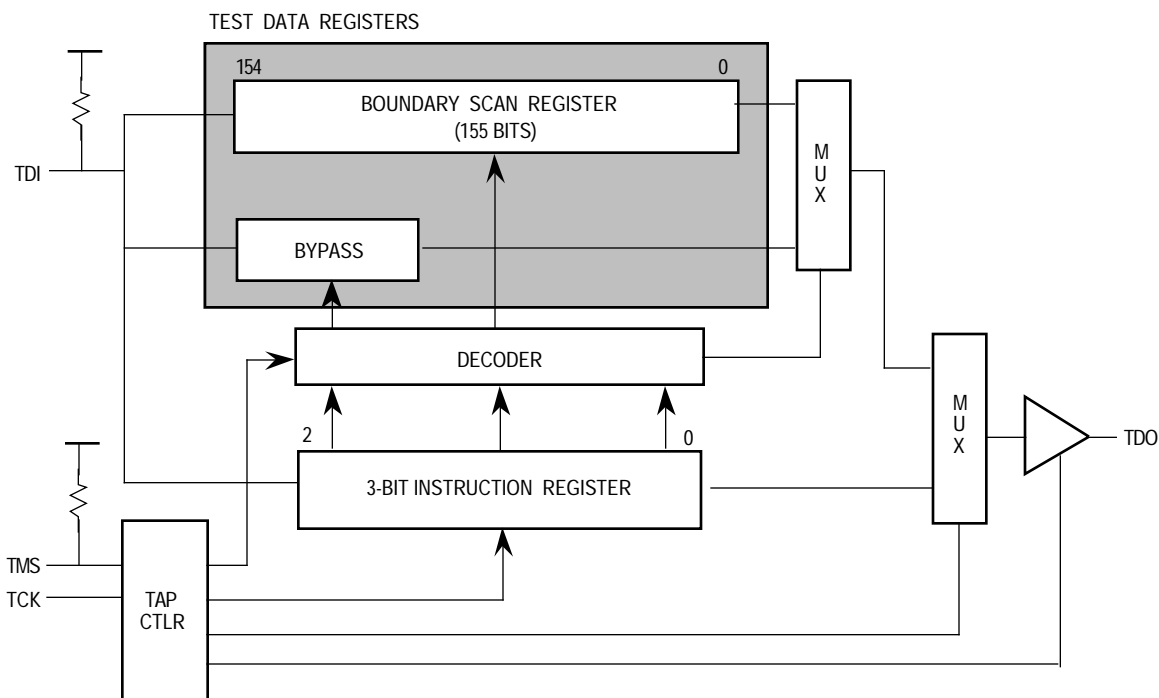 TEST DATA REGISTERS
154
0
BOUNDARY SCAN REGISTER
(155 BITS)
M
U
X
TDI
BYPASS
DECODER
M
U
X
TDO
2
0
3-BIT INSTRUCTION REGISTER
TMS
TCK
TAP
CTLR